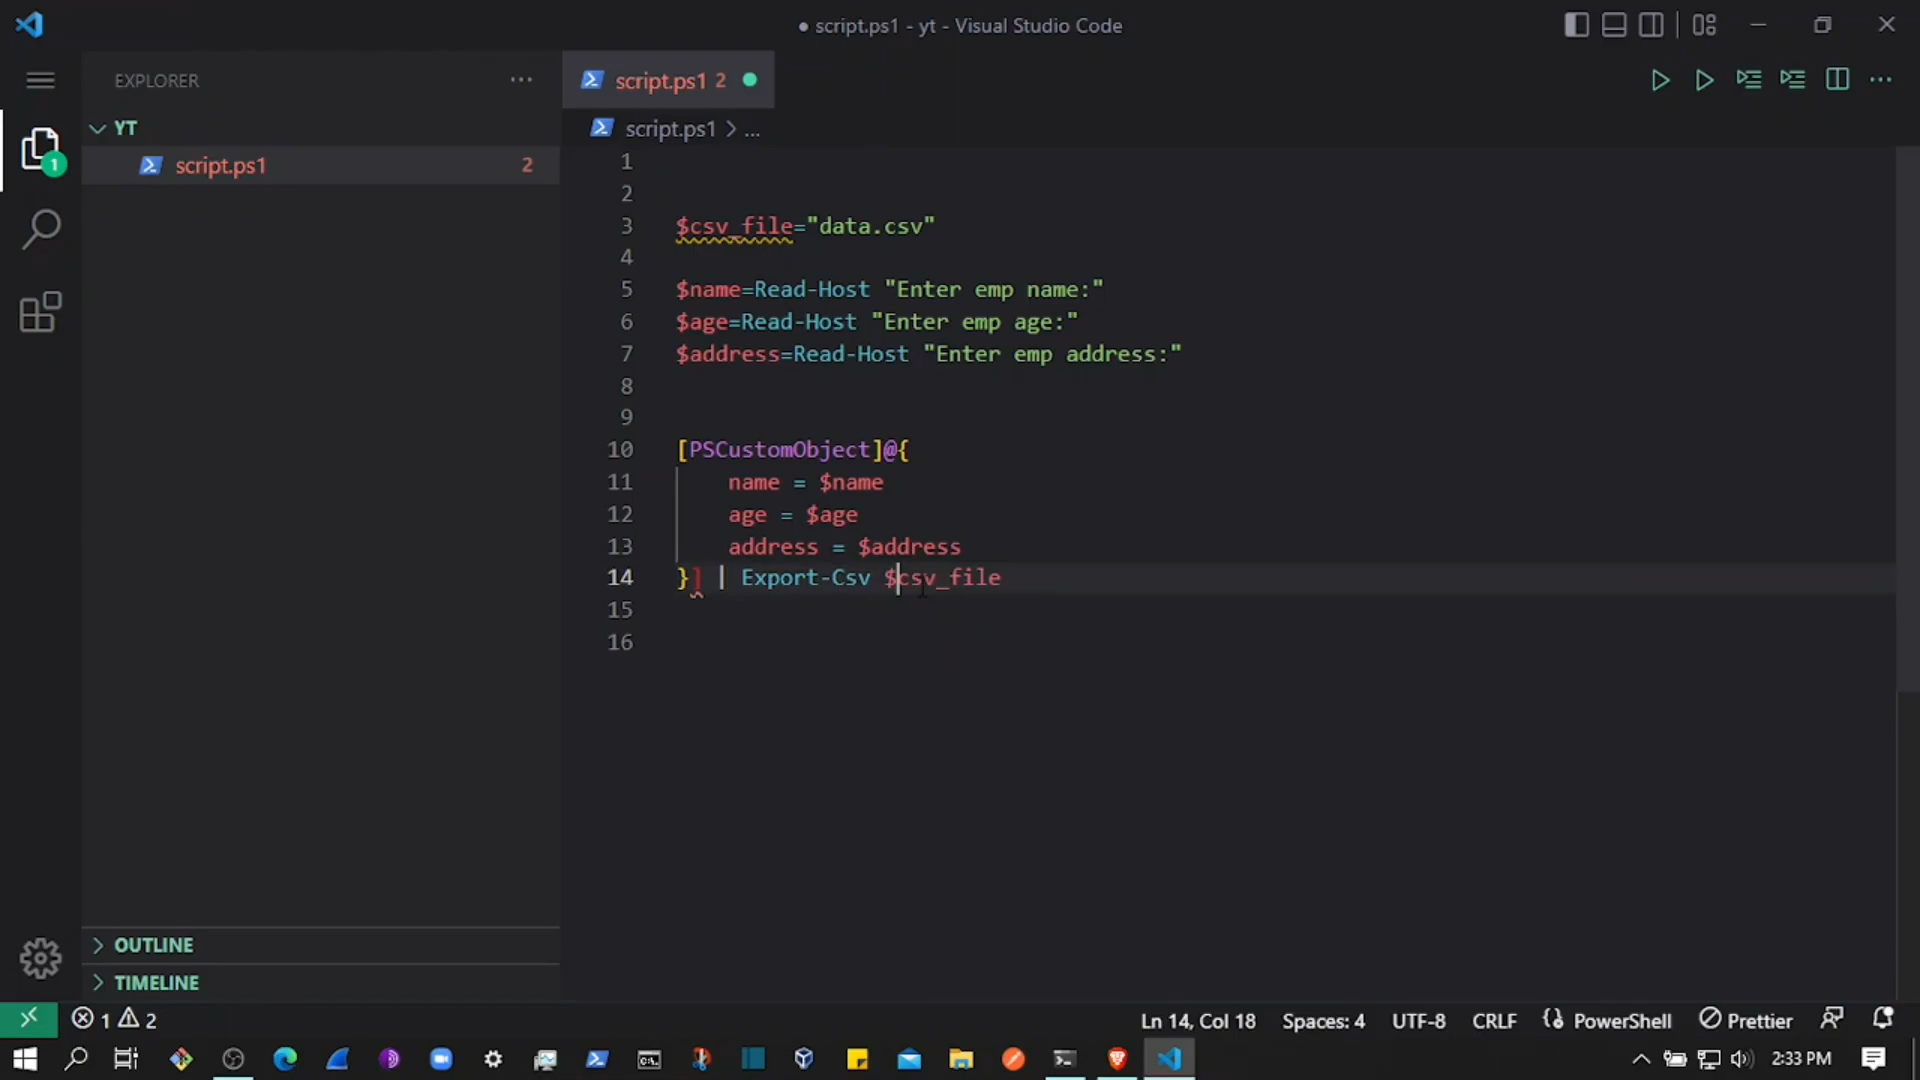 ● script.ps1 - yt - Visual Studio Code
EXPLORER
script.ps1 2
YT
script.ps1 > ...
script.ps1 2
1
1
2
3 $csv_file="data.csv"
4
5 $name=Read-Host "Enter emp name:"
6 $age=Read-Host "Enter emp age:"
7 $address=Read-Host "Enter emp address:"
8
9
10 [PSCustomObject]@{
11 name = $name
12 age = $age
13 address = $address
14 }] | Export-Csv $csv_file
15
16
OUTLINE
TIMELINE
1 2
Ln 14, Col 18 Spaces: 4 UTF-8 CRLF PowerShell Prettier
2:33 PM